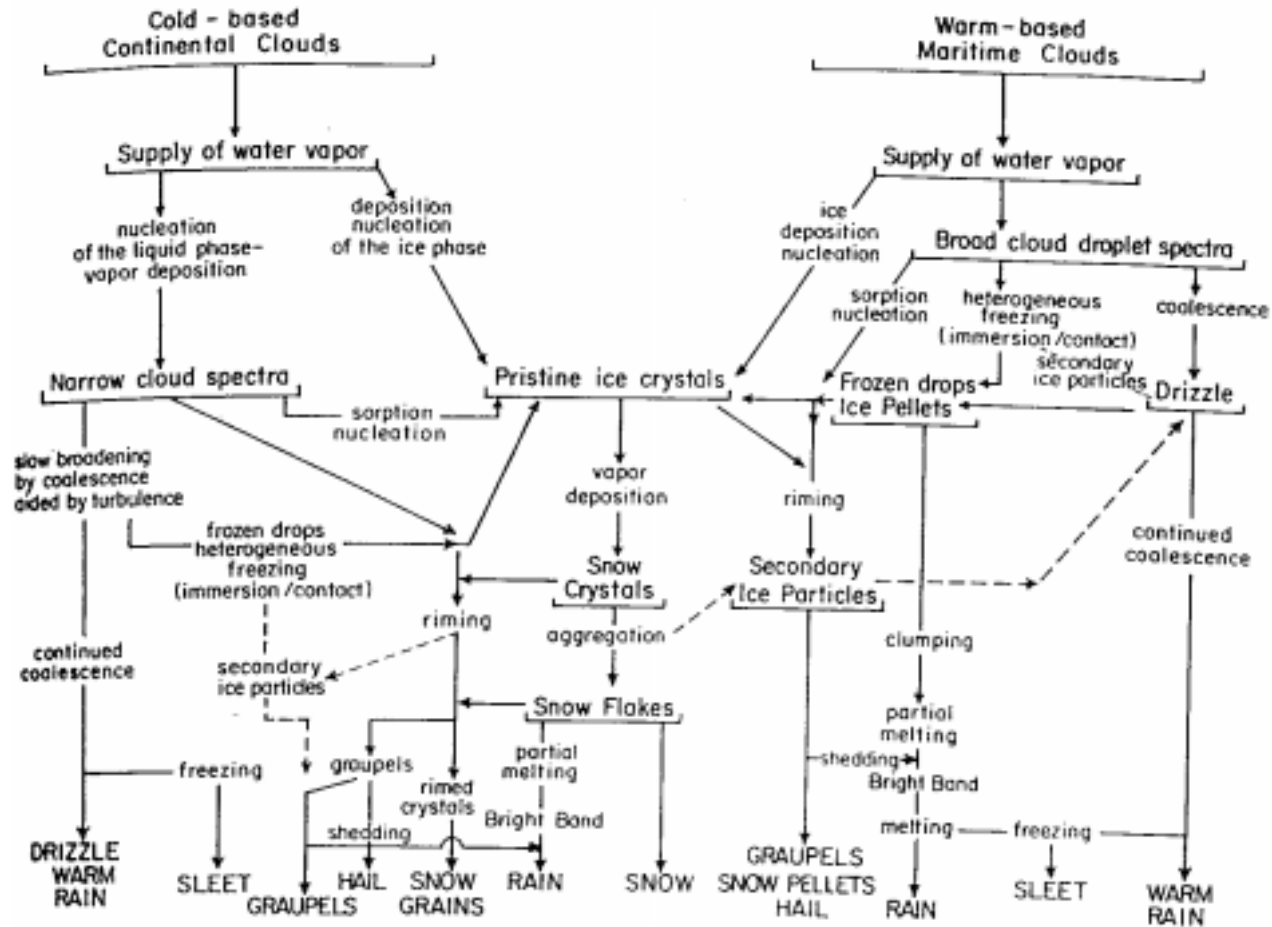 Cold - based
Continental Clouds
Warm - based
Maritime Clouds
Supply of water vapor
Supply of water vapor
nucleation
of the liquid phase-
vapor deposition
deposition
nucleation
of the ice phase
ice
deposition
nucleation
Broad cloud droplet spectra
sorption
nucleation
heterogeneous
freezing
(immersion/contact)
coalescence
secondary
ice particles
Narrow cloud spectra
Pristine ice crystals
Frozen drops
Ice Pellets
Drizzle
sorption
nucleation
slow broadening
by coalescence
aided by turbulence
vapor
deposition
riming
frozen drops
heterogeneous
freezing
(immersion/contact)
continued
coalescence
Snow
Crystals
Secondary
Ice Particles
riming
aggregation
clumping
continued
coalescence
secondary
ice particles
Snow Flakes
partial
melting
freezing
graupels
rimed
crystals
partial
melting
shedding
Bright Band
shedding
Bright Band
melting
freezing
DRIZZLE
WARM
RAIN
SLEET
GRAUPELS
HAIL
SNOW
GRAINS
RAIN
SNOW
GRAUPELS
SNOW PELLETS
HAIL
RAIN
SLEET
WARM
RAIN